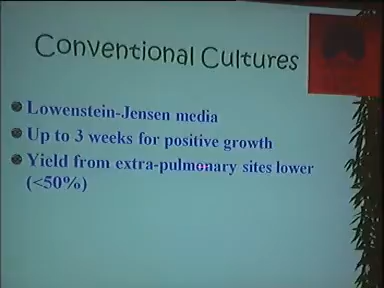 Conventional Cultures
Lowenstein-Jensen media
Up to 3 weeks for positive growth
Yield from extra-pulmonary sites lower
(<50%)